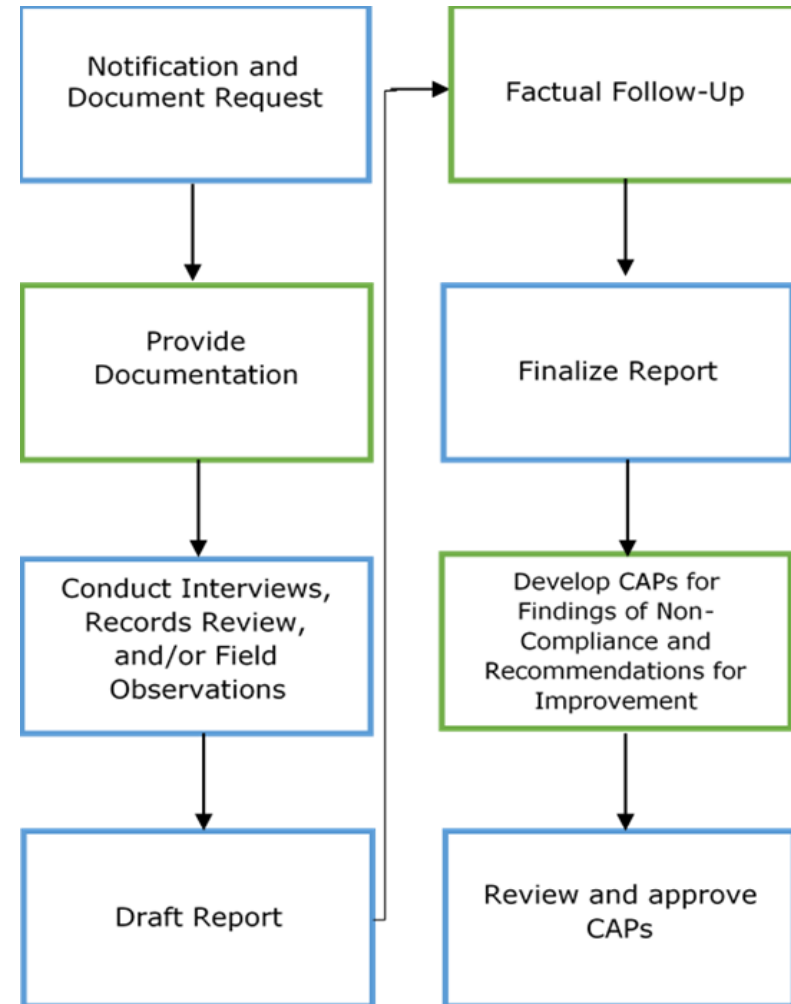 Notification and
Document Request
Provide
Documentation
Conduct Interviews,
Records Review,
and/or Field
Observations
Draft Report
Factual Follow-Up
Finalize Report
Develop CAPs for
Findings of Non-
Compliance and
Recommendations for
Improvement
Review and approve
CAPs